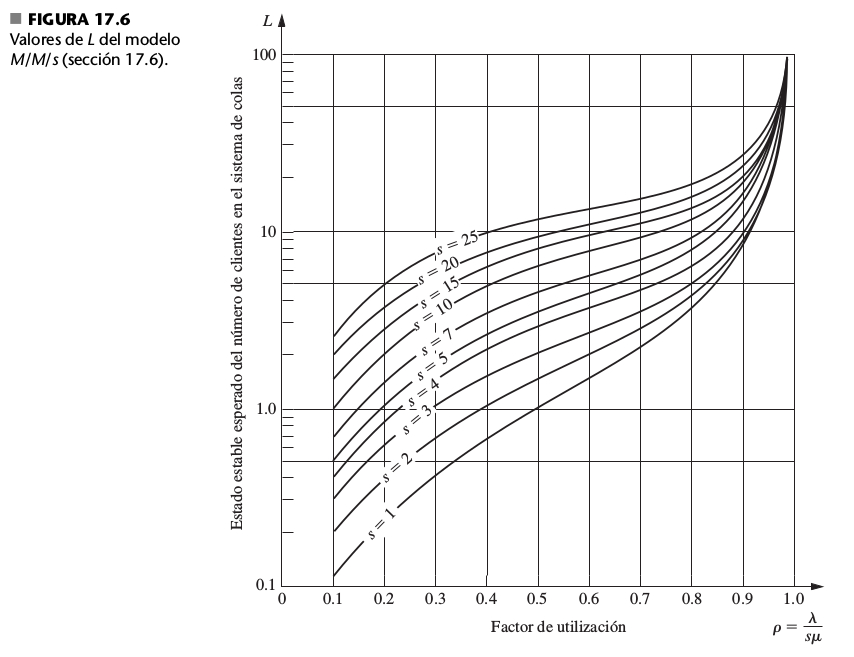 FIGURA 17.6
Valores de L del modelo
M/M/s (sección 17.6).
L
100
10
1.0
0.1
Estado estable esperado del número de clientes en el sistema de colas
s = 25
s = 20
s = 15
s = 10
s = 7
s = 5
s = 4
s = 3
s = 2
s = 1
0 0.1 0.2 0.3 0.4 0.5 0.6 0.7 0.8 0.9 1.0
Factor de utilización
ρ = λ/sμ